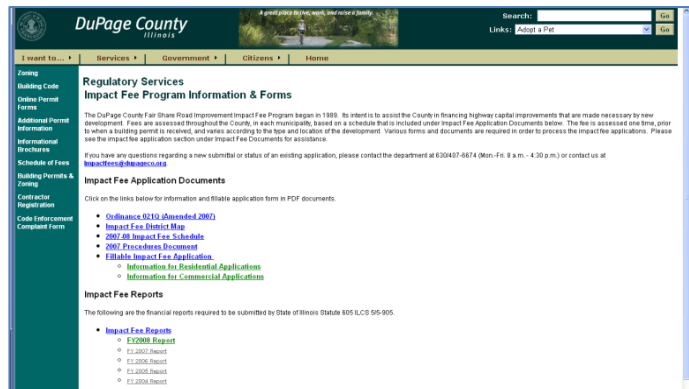 A great place to live, work, and raise a family.
DuPage County
Illinois
Search:
Go
Links: Adopt a Pet
Go
I want to...
Services
Government
Citizens
Home
Zoning
Building Code
Online Permit
Forms
Additional Permit
Information
Informational
Brochures
Schedule of Fees
Building Permits &
Zoning
Contractor
Registration
Code Enforcement
Complaint Form
Regulatory Services
Impact Fee Program Information & Forms
The DuPage County Fair Share Road Improvement Impact Fee Program began in 1989. Its intent is to assist the County in financing highway capital improvements that are made necessary by new
development. Fees are assessed throughout the County, in each municipality, based on a schedule that is included under Impact Fee Application Documents below. The fee is assessed one time, prior
to when a building permit is received, and varies according to the type and location of the development. Various forms and documents are required in order to process the impact fee applications. Please
see the impact fee application section under Impact Fee Documents for assistance.
If you have any questions regarding a new submittal or status of an existing application, please contact the department at 630/407-6674 (Mon.-Fri. 8 a.m. - 4:30 p.m.) or contact us at
Impactfees@dupageco.org.
Impact Fee Application Documents
Click on the links below for information and fillable application form in PDF documents.
Ordinance 021Q (Amended 2007)
Impact Fee District Map
2007-08 Impact Fee Schedule
2007 Procedures Document
Fillable Impact Fee Application
Information for Residential Applications
Information for Commercial Applications
Impact Fee Reports
The following are the financial reports required to be submitted by State of Illinois Statute 605 ILCS 5/5-905.
Impact Fee Reports
FY2008 Report
FY 2007 Report
FY 2006 Report
FY 2005 Report
FY 2004 Report